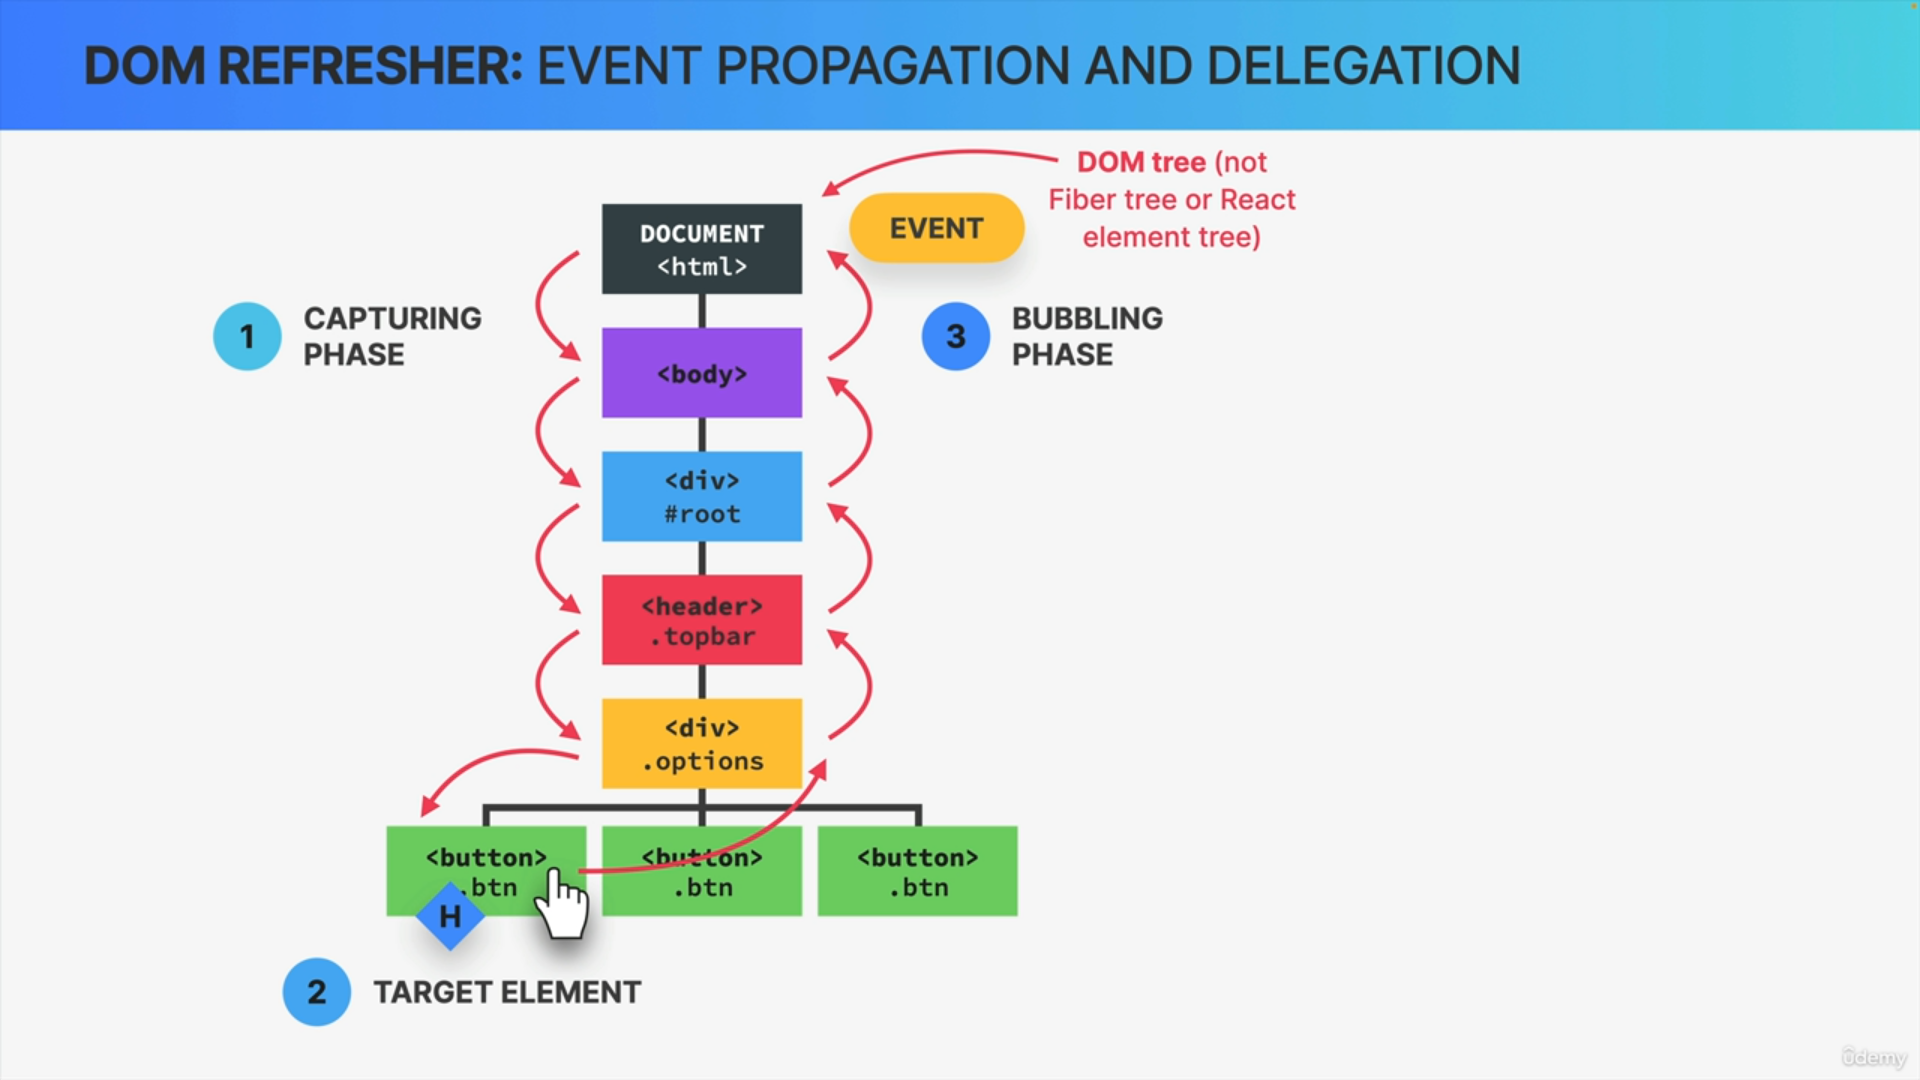 DOM REFRESHER: EVENT PROPAGATION AND DELEGATION
DOM tree (not
Fiber tree or React
element tree)
EVENT
DOCUMENT
<html>
1
CAPTURING
PHASE
3
BUBBLING
PHASE
<body>
<div>
#root
<header>
.topbar
<div>
.options
<button>
.btn
<button>
.btn
<button>
.btn
H
2
TARGET ELEMENT
ûdemy